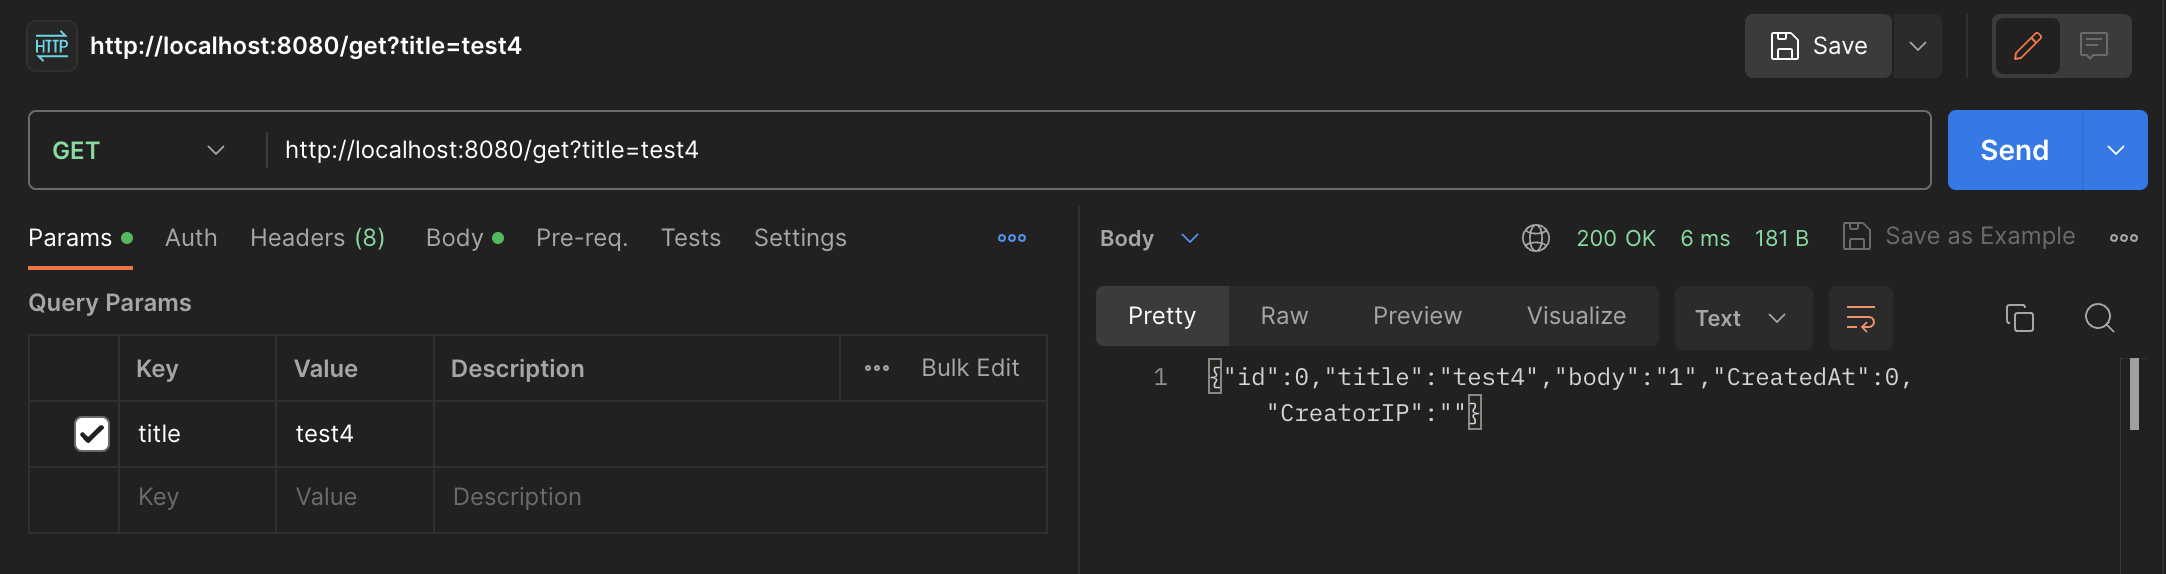 HTTP http://localhost:8080/get?title=test4 Save
GET http://localhost:8080/get?title=test4 Send
Params Auth Headers (8) Body Pre-req. Tests Settings
Body 200 OK 6 ms 181 B Save as Example
Query Params
Pretty Raw Preview Visualize Text
Key Value Description Bulk Edit
title test4
Key Value Description
1 {"id":0,"title":"test4","body":"1","CreatedAt":0,
"CreatorIP":""}